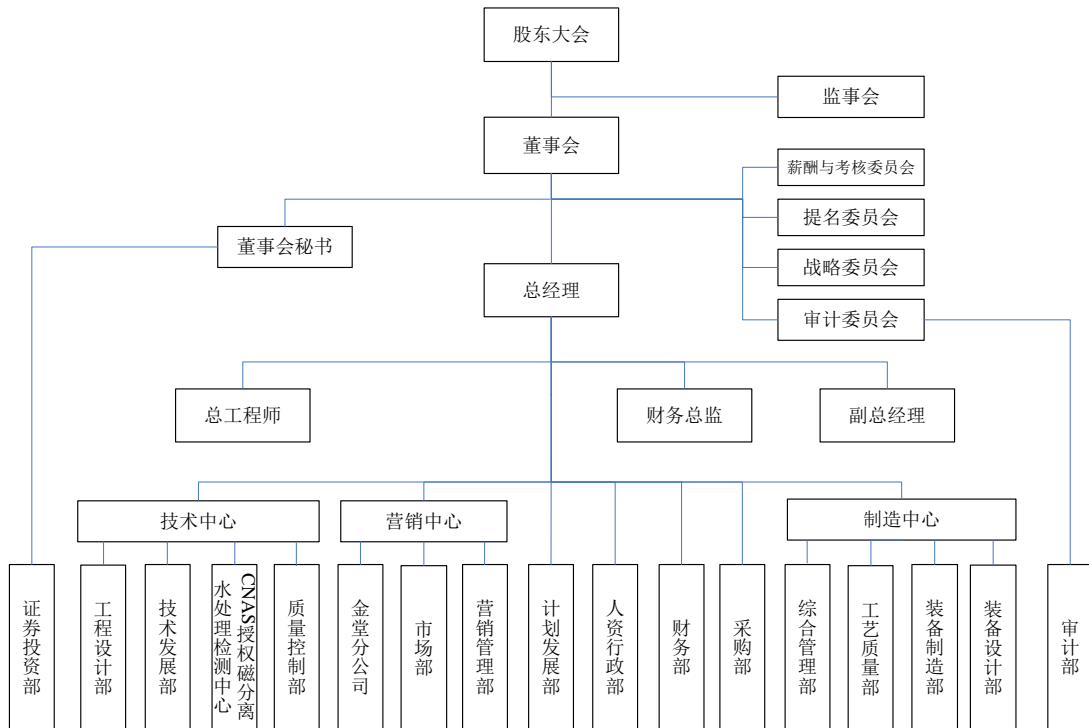 股东大会
监事会
董事会
薪酬与考核委员会
提名委员会
董事会秘书
战略委员会
总经理
审计委员会
总工程师
财务总监
副总经理
技术中心
营销中心
制造中心
证券投资部
工程设计部
技术发展部
CNAS授权磁分离
水处理检测中心
质量控制部
金堂分公司
市场部
营销管理部
计划发展部
人资行政部
财务部
采购部
综合管理部
工艺质量部
装备制造部
装备设计部
审计部